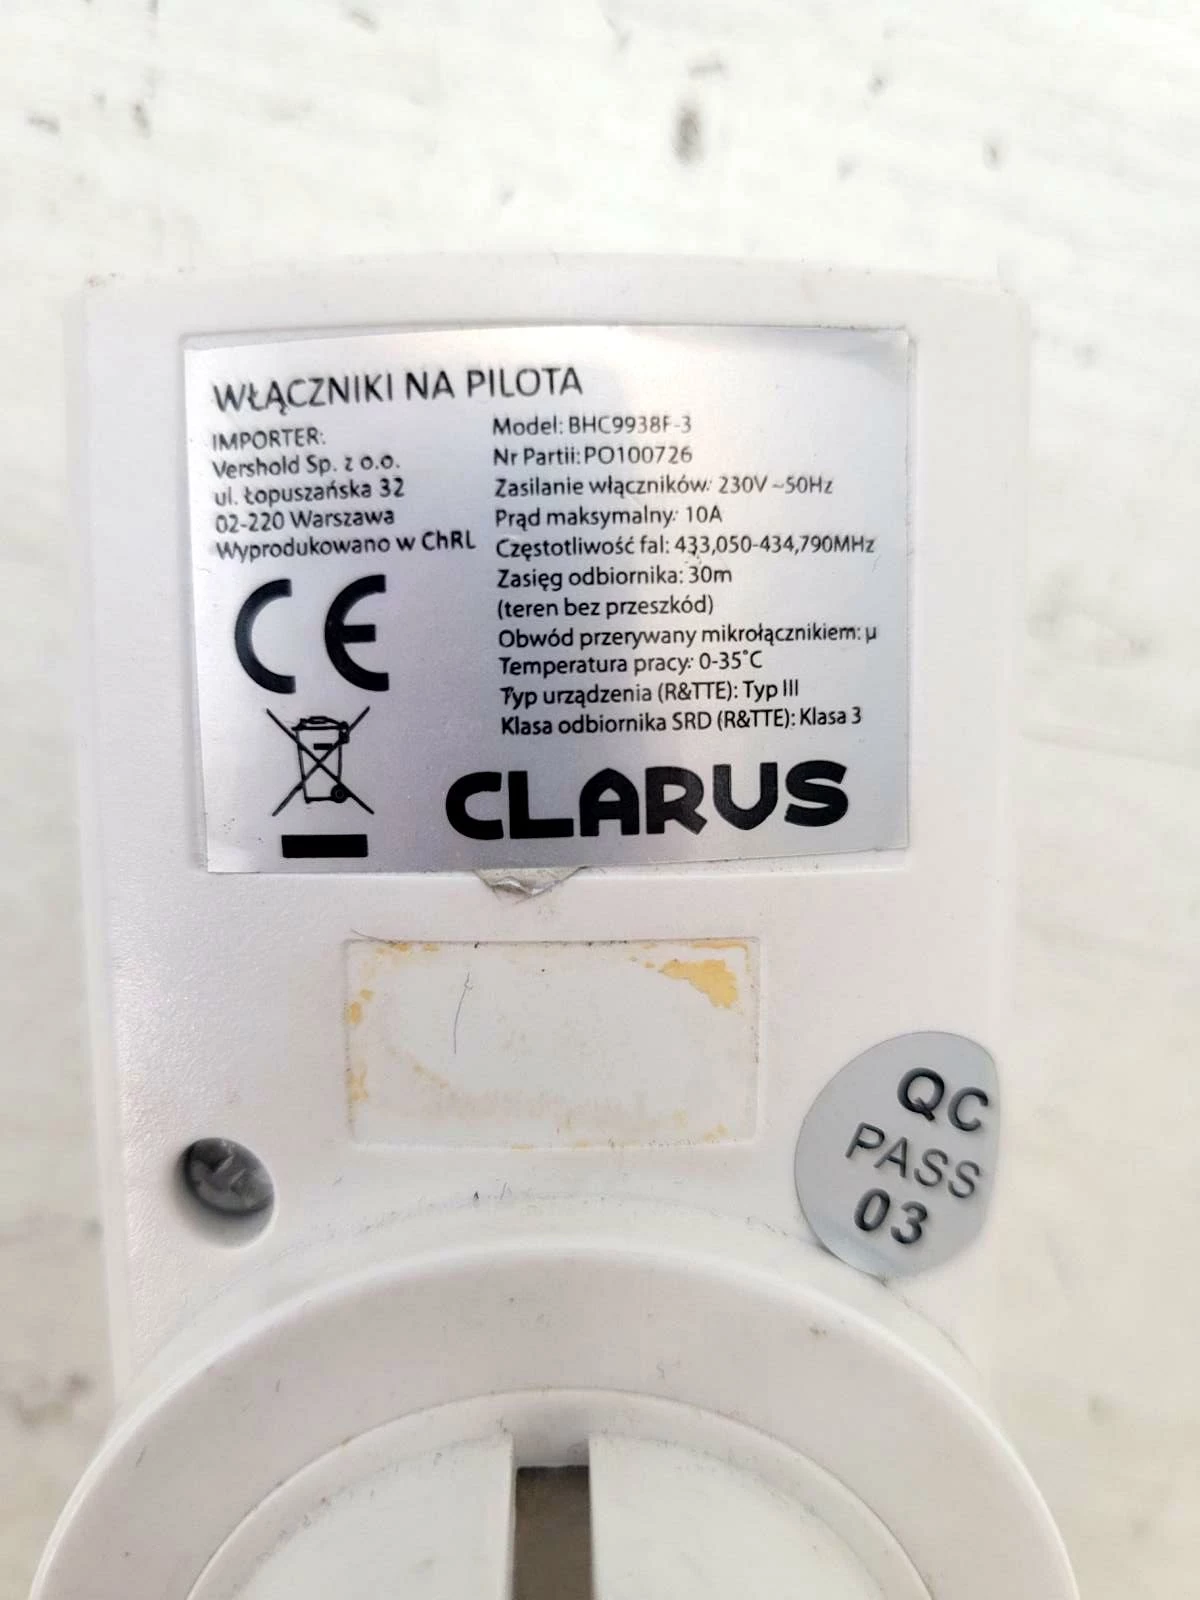 WŁĄCZNIKI NA PILOTA
IMPORTER:
Vershold Sp. z o.o.
ul. Łopuszańska 32
02-220 Warszawa
Wyprodukowano w ChRL
CE
Model: BHC9938F-3
Nr Partii: PO100726
Zasilanie włączników: 230V ~50Hz
Prąd maksymalny: 10A
Częstotliwość fal: 433,050-434,790MHz
Zasięg odbiornika: 30m
(teren bez przeszkód)
Obwód przerywany mikrołącznikiem: µ
Temperatura pracy: 0-35°C
Typ urządzenia (R&TTE): Typ III
Klasa odbiornika SRD (R&TTE): Klasa 3
CLARUS
QC
PASS
03